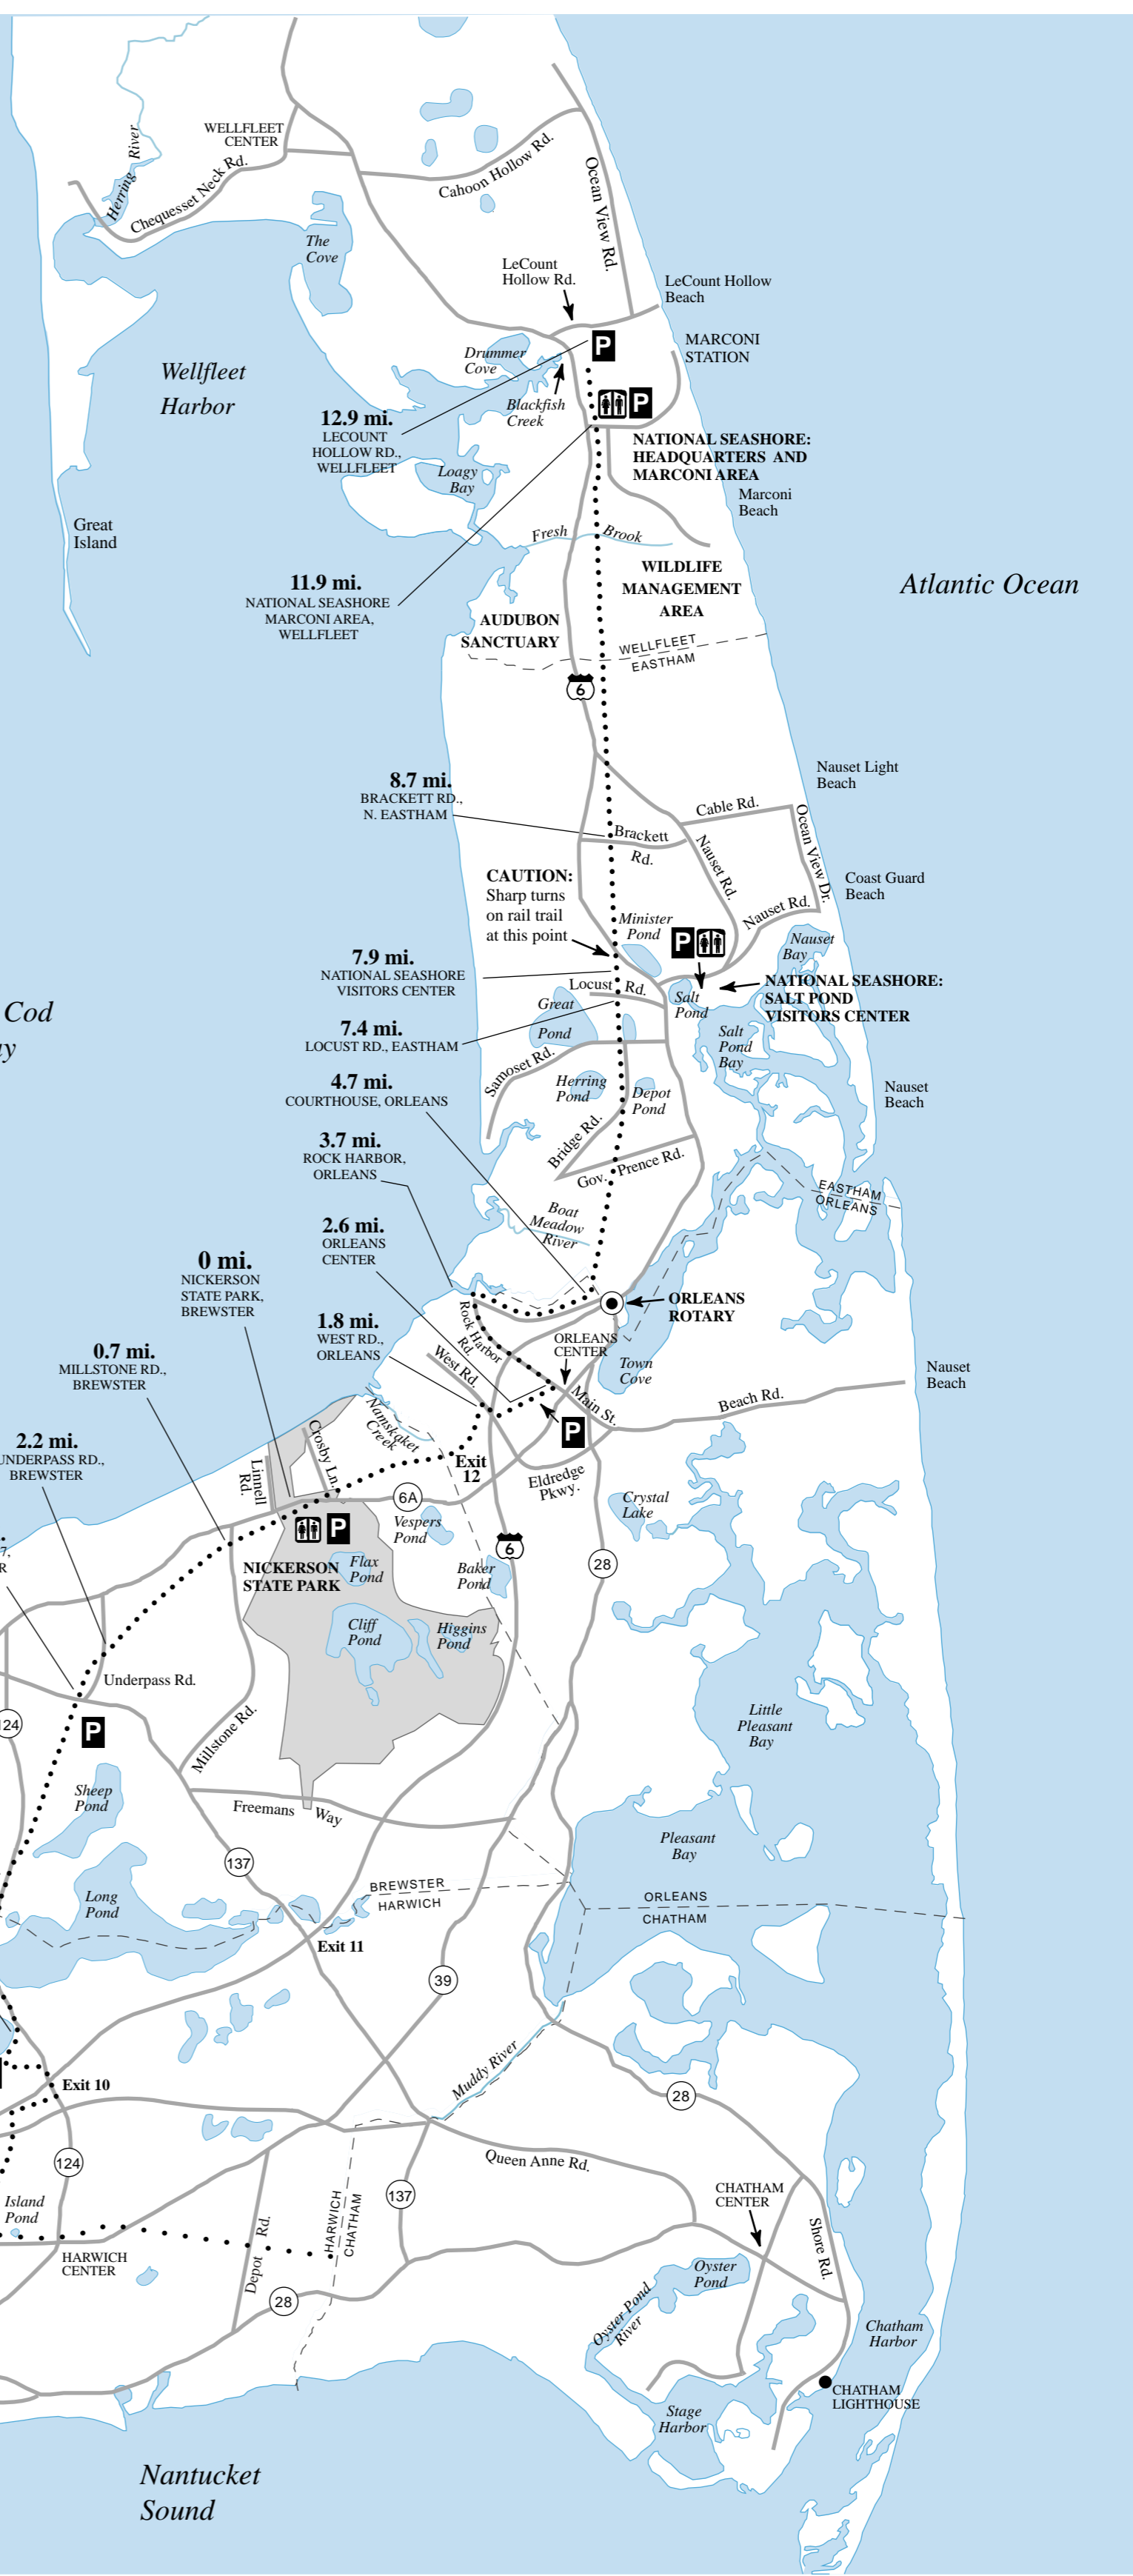 WELLFLEET
CENTER
Herring River
Chequesset Neck Rd.
Cahoon Hollow Rd.
Ocean View Rd.
The
Cove
LeCount
Hollow Rd.
LeCount Hollow
Beach
P
MARCONI
STATION
Drummer
Cove
Wellfleet
Harbor
Blackfish
Creek
P
12.9 mi.
LECOUNT
HOLLOW RD.,
WELLFLEET
NATIONAL SEASHORE:
HEADQUARTERS AND
MARCONI AREA
Loagy
Bay
Marconi
Beach
Great
Island
Fresh Brook
11.9 mi.
NATIONAL SEASHORE
MARCONI AREA,
WELLFLEET
WILDLIFE
MANAGEMENT
AREA
Atlantic Ocean
AUDUBON
SANCTUARY
WELLFLEET
EASTHAM
6
Nauset Light
Beach
8.7 mi.
BRACKETT RD.,
N. EASTHAM
Cable Rd.
Ocean View Dr.
Brackett
Rd.
Nauset Rd.
CAUTION:
Sharp turns
on rail trail
at this point
Coast Guard
Beach
Nauset Rd.
Minister
Pond
P
Nauset
Bay
7.9 mi.
NATIONAL SEASHORE
VISITORS CENTER
Locust Rd.
NATIONAL SEASHORE:
SALT POND
VISITORS CENTER
Salt
Pond
Great
Pond
Cod
y
7.4 mi.
LOCUST RD., EASTHAM
Salt
Pond
Bay
Samoset Rd.
4.7 mi.
COURTHOUSE, ORLEANS
Herring
Pond
Depot
Pond
Nauset
Beach
3.7 mi.
ROCK HARBOR,
ORLEANS
Bridge Rd.
Gov. Prence Rd.
EASTHAM
ORLEANS
Boat
Meadow
River
2.6 mi.
ORLEANS
CENTER
0 mi.
NICKERSON
STATE PARK,
BREWSTER
ORLEANS
ROTARY
1.8 mi.
WEST RD.,
ORLEANS
Rock Harbor
Rd.
ORLEANS
CENTER
0.7 mi.
MILLSTONE RD.,
BREWSTER
West Rd.
Town
Cove
Nauset
Beach
Main St.
Beach Rd.
Namskaket
Creek
P
2.2 mi.
UNDERPASS RD.,
BREWSTER
Crosby Ln.
Linnell
Rd.
Exit
12
Eldredge
Pkwy.
6A
Crystal
Lake
Vespers
Pond
P
6
28
7,
R
NICKERSON
STATE PARK
Flax
Pond
Baker
Pond
Cliff
Pond
Higgins
Pond
Underpass Rd.
124
P
Millstone Rd.
Little
Pleasant
Bay
Sheep
Pond
Freemans Way
Pleasant
Bay
137
BREWSTER
HARWICH
Long
Pond
ORLEANS
CHATHAM
Exit 11
39
Muddy River
Exit 10
28
124
Queen Anne Rd.
137
CHATHAM
CENTER
Island
Pond
HARWICH
CHATHAM
Shore Rd.
HARWICH
CENTER
Depot Rd.
Oyster
Pond
28
Oyster Pond
River
Chatham
Harbor
CHATHAM
LIGHTHOUSE
Stage
Harbor
Nantucket
Sound